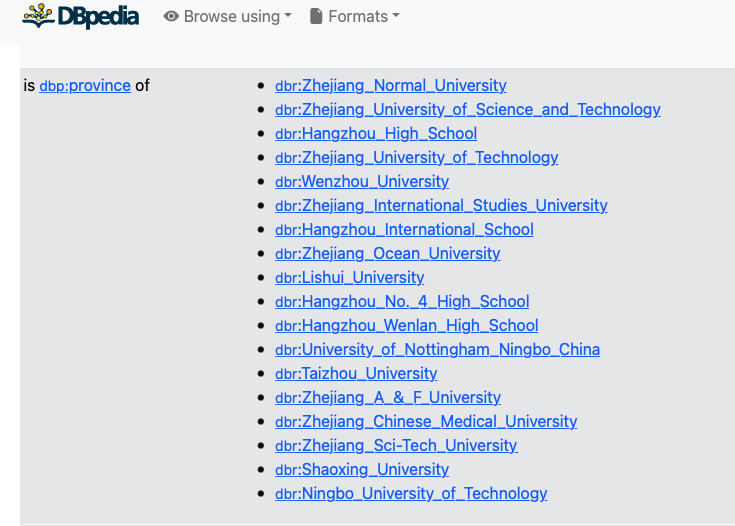 DBpedia Browse using Formats
is dbp:province of
dbr:Zhejiang_Normal_University
dbr:Zhejiang_University_of_Science_and_Technology
dbr:Hangzhou_High_School
dbr:Zhejiang_University_of_Technology
dbr:Wenzhou_University
dbr:Zhejiang_International_Studies_University
dbr:Hangzhou_International_School
dbr:Zhejiang_Ocean_University
dbr:Lishui_University
dbr:Hangzhou_No._4_High_School
dbr:Hangzhou_Wenlan_High_School
dbr:University_of_Nottingham_Ningbo_China
dbr:Taizhou_University
dbr:Zhejiang_A_&_F_University
dbr:Zhejiang_Chinese_Medical_University
dbr:Zhejiang_Sci-Tech_University
dbr:Shaoxing_University
dbr:Ningbo_University_of_Technology